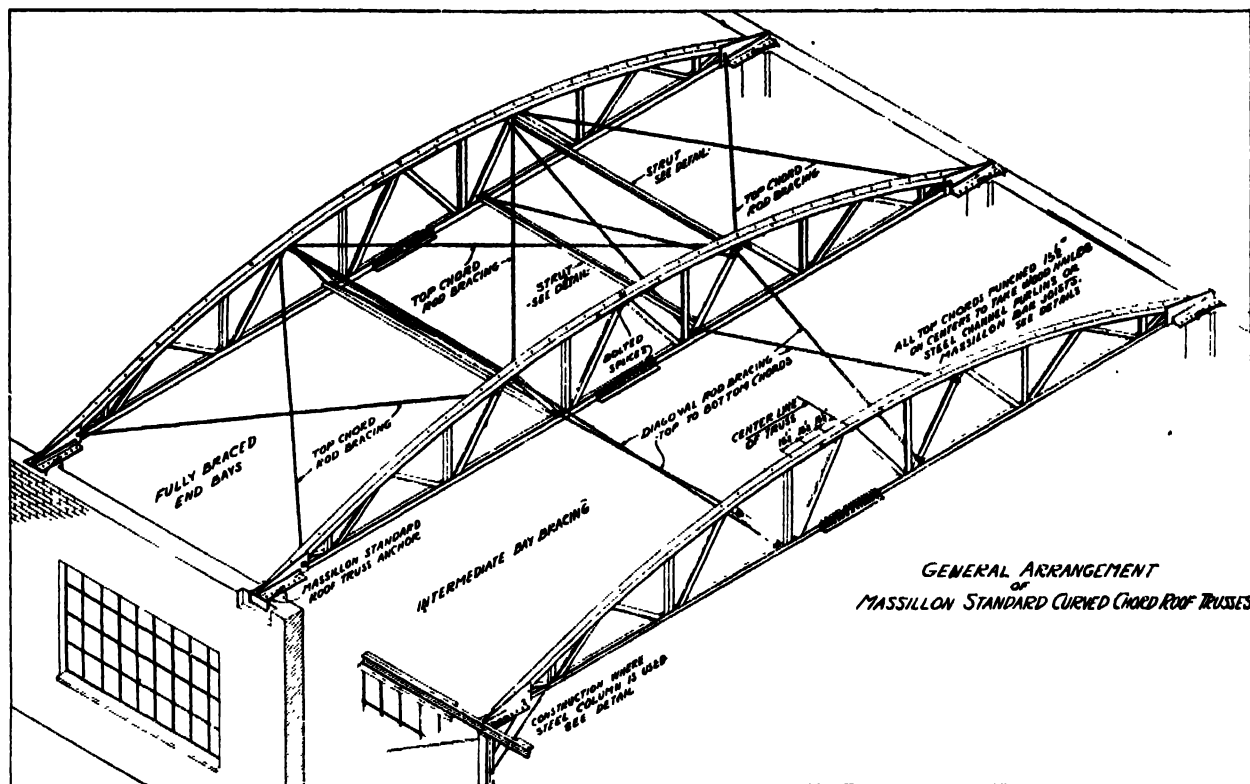 STRUT
SEE DETAIL
TOP CHORD
ROD BRACING
TOP CHORD
ROD BRACING
STRUT
SEE DETAIL
BOLTED
SPLICES
ALL TOP CHORDS PUNCHED
ON CENTERS TO TAKE WOOD NAILER
OR STEEL CHANNEL PURLINS OR
MASSILLON BAR JOISTS.
SEE DETAILS
DIAGONAL ROD BRACING
TOP TO BOTTOM CHORDS
CENTER LINE
OF TRUSS
FULLY BRACED
END BAYS
TOP CHORD
ROD BRACING
MASSILLON STANDARD
ROOF TRUSS ANCHOR
INTERMEDIATE BAY BRACING
GENERAL ARRANGEMENT
OF
MASSILLON STANDARD CURVED CHORD ROOF TRUSSES
CONSTRUCTION WHERE
STEEL COLUMN IS USED
SEE DETAIL